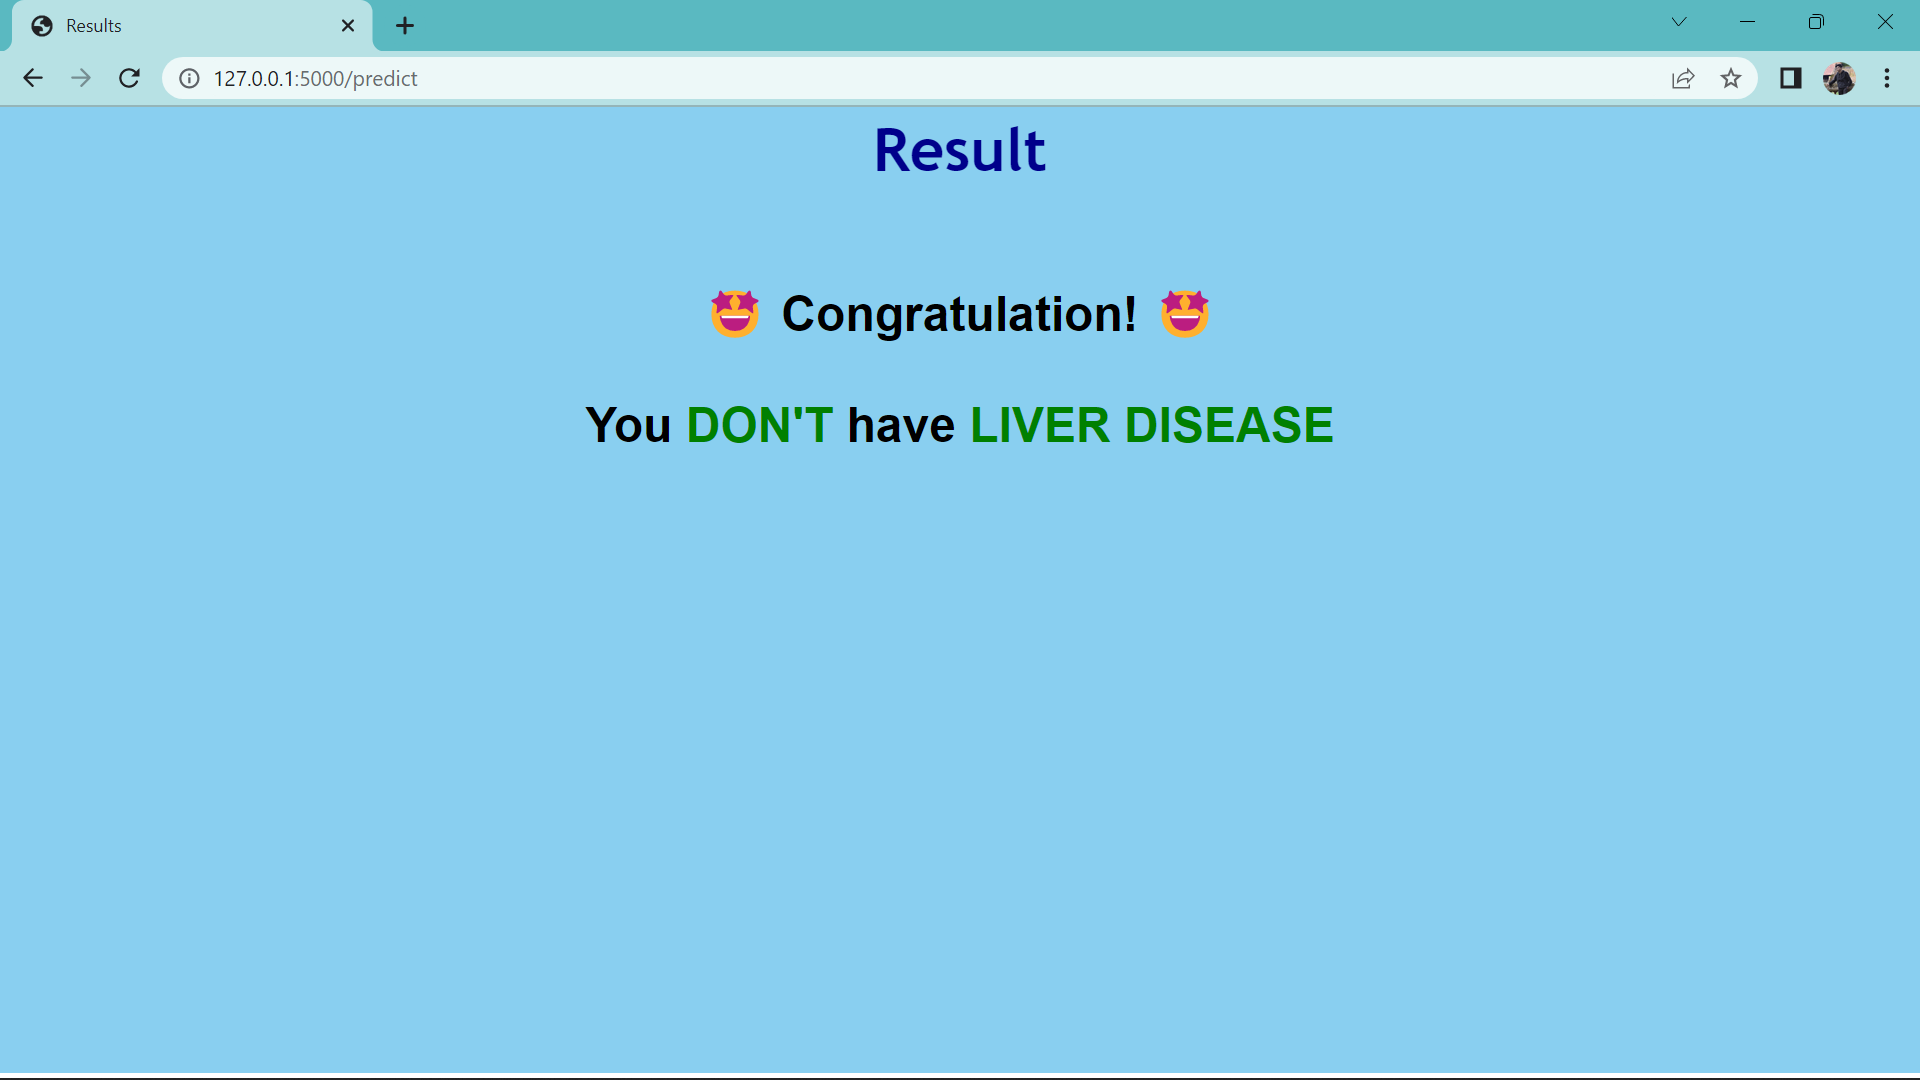 Results
127.0.0.1:5000/predict
Result
🤩 Congratulation! 🤩
You DON'T have LIVER DISEASE